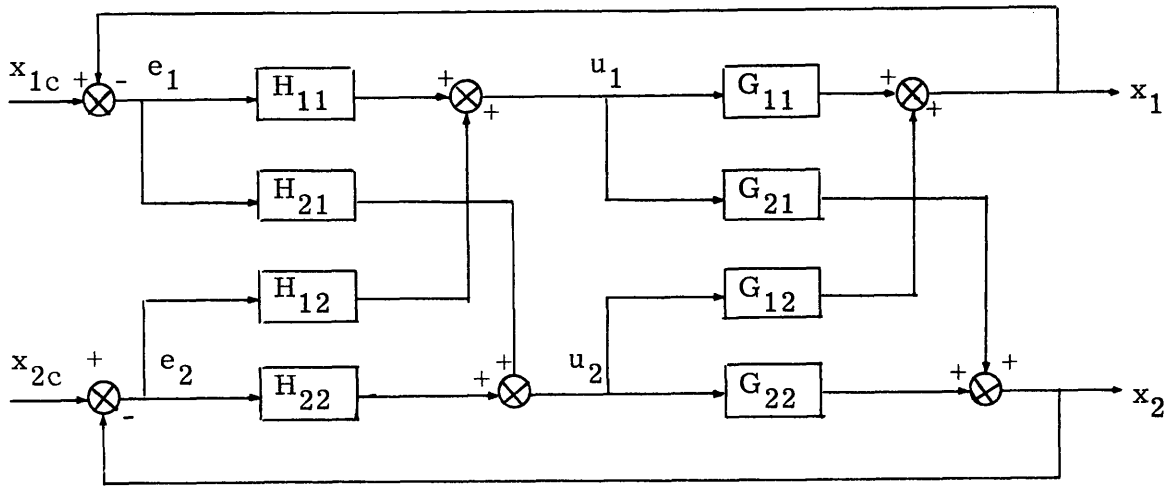 x1c + - e1 H11 + + u1 G11 + + x1
H21 G21
H12 G12
x2c + - e2 H22 + + u2 G22 + + x2